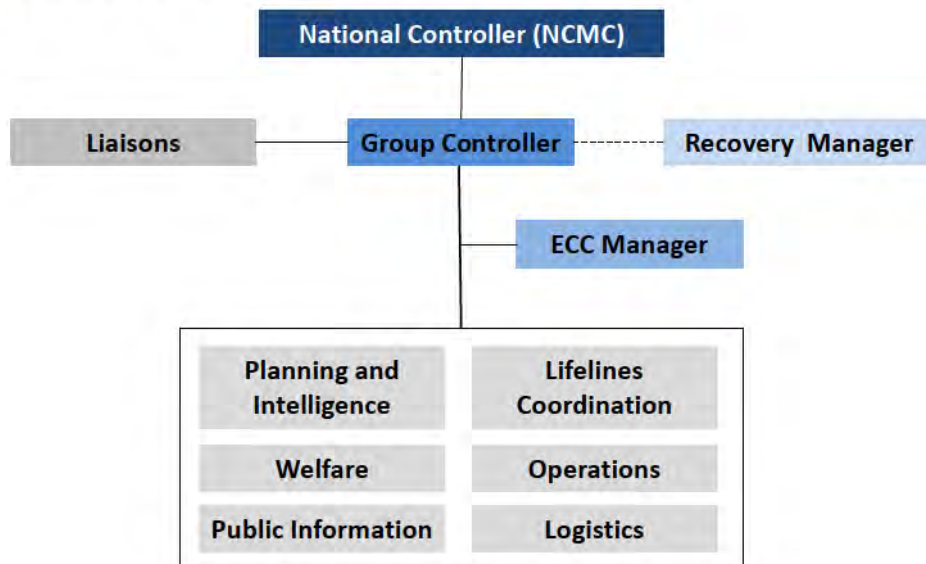 National Controller (NCMC)
Liaisons
Group Controller
Recovery Manager
ECC Manager
Planning and
Intelligence
Lifelines
Coordination
Welfare
Operations
Public Information
Logistics